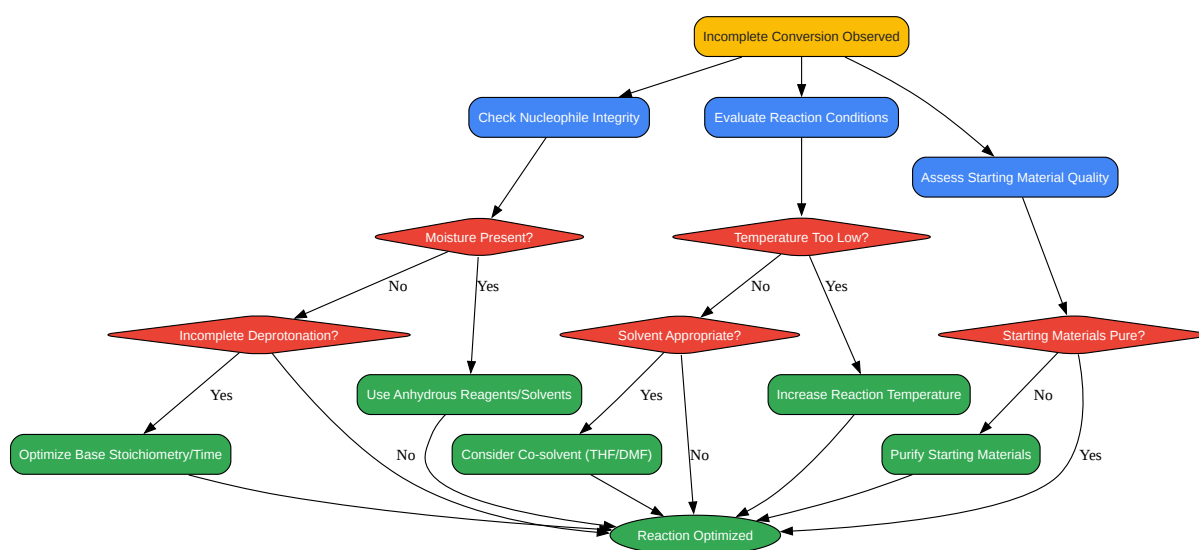 Incomplete Conversion Observed
Check Nucleophile Integrity
Evaluate Reaction Conditions
Assess Starting Material Quality
Moisture Present?
Temperature Too Low?
No
Yes
No
Yes
Incomplete Deprotonation?
Solvent Appropriate?
Starting Materials Pure?
Yes
Use Anhydrous Reagents/Solvents
Yes
Increase Reaction Temperature
No
Optimize Base Stoichiometry/Time
No
Consider Co-solvent (THF/DMF)
No
Purify Starting Materials
Yes
Reaction Optimized